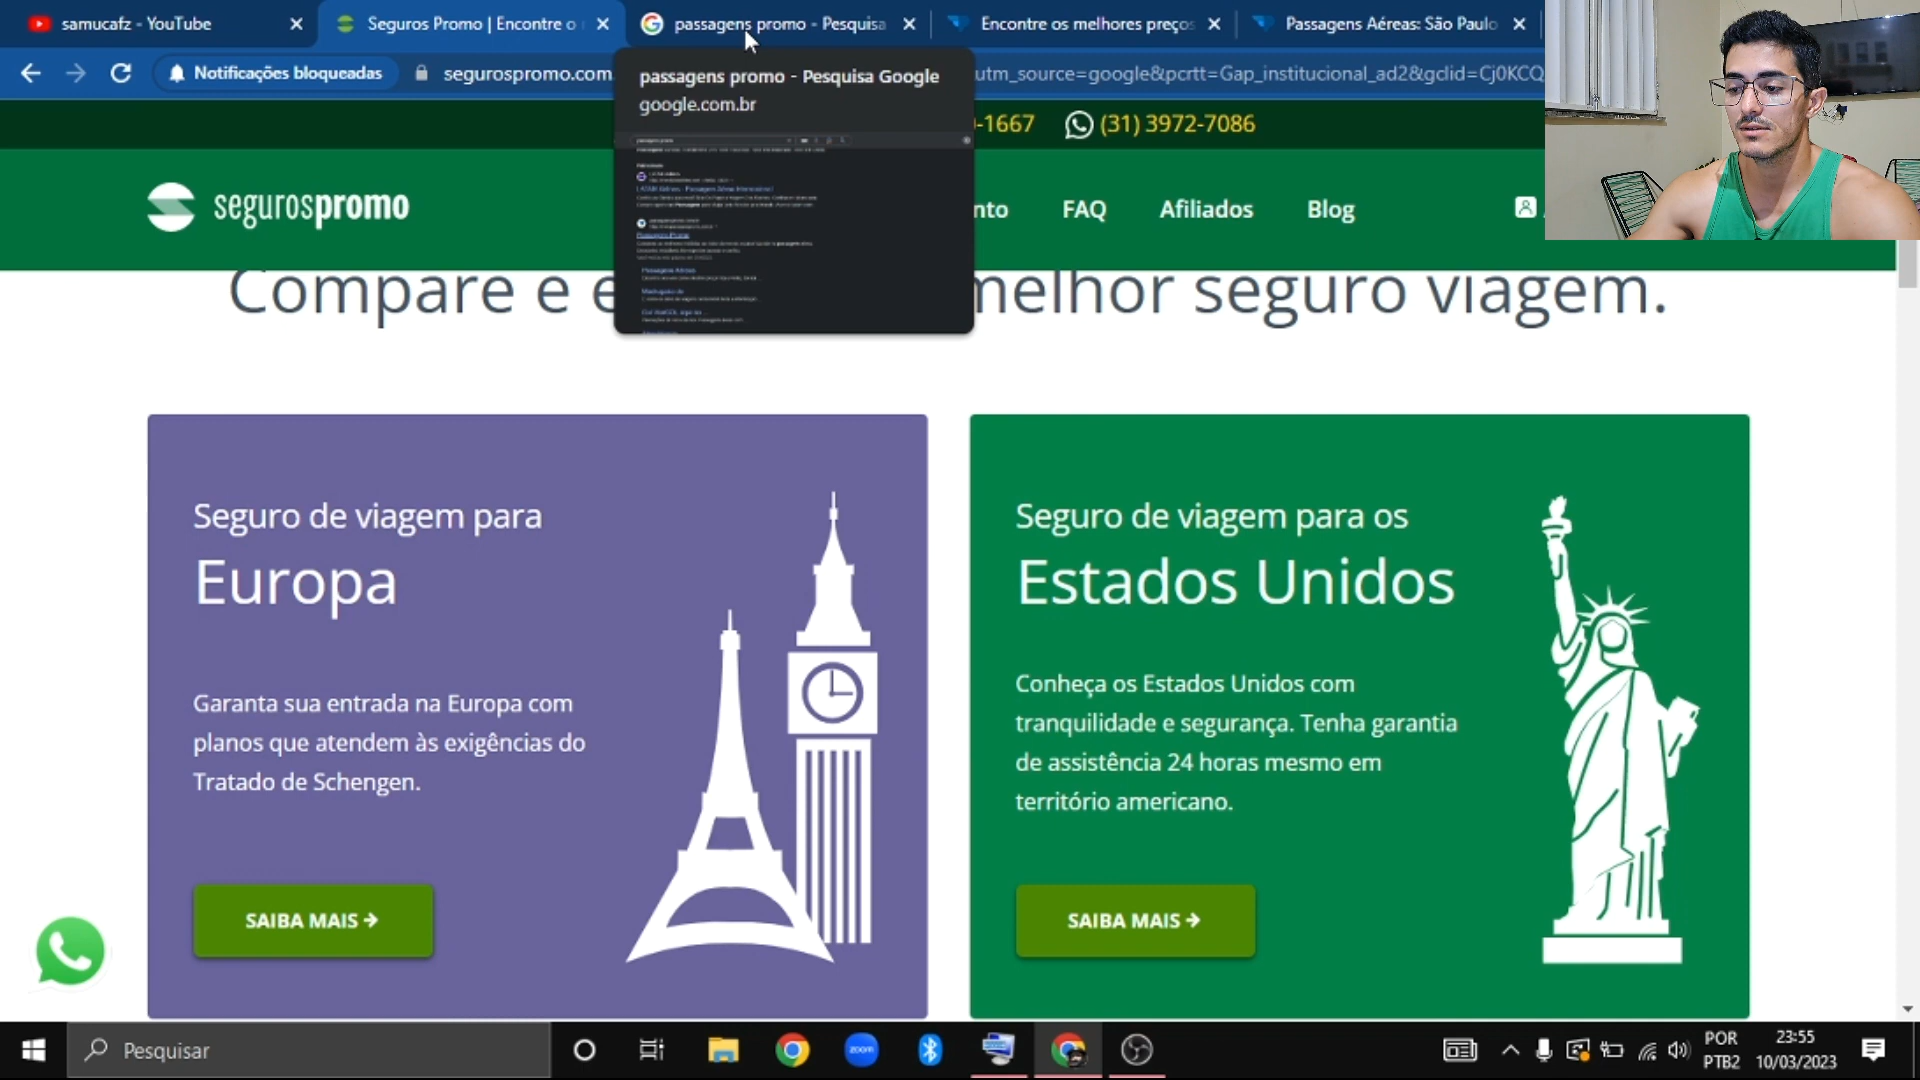 samucafz - YouTube
Seguros Promo | Encontre o
passagens promo - Pesquisa
Encontre os melhores preços
Passagens Aéreas: São Paulo
Notificações bloqueadas
segurospromo.com
utm_source=google&pcrtt=Gap_institucional_ad2&gclid=Cj0KCQ
passagens promo - Pesquisa Google
google.com.br
-1667
(31) 3972-7086
segurospromo
nto
FAQ
Afiliados
Blog
Compare e e
melhor seguro viagem.
Seguro de viagem para
Europa
Garanta sua entrada na Europa com
planos que atendem às exigências do
Tratado de Schengen.
SAIBA MAIS →
Seguro de viagem para os
Estados Unidos
Conheça os Estados Unidos com
tranquilidade e segurança. Tenha garantia
de assistência 24 horas mesmo em
território americano.
SAIBA MAIS →
Pesquisar
zoom
POR
PTB2
23:55
10/03/2023